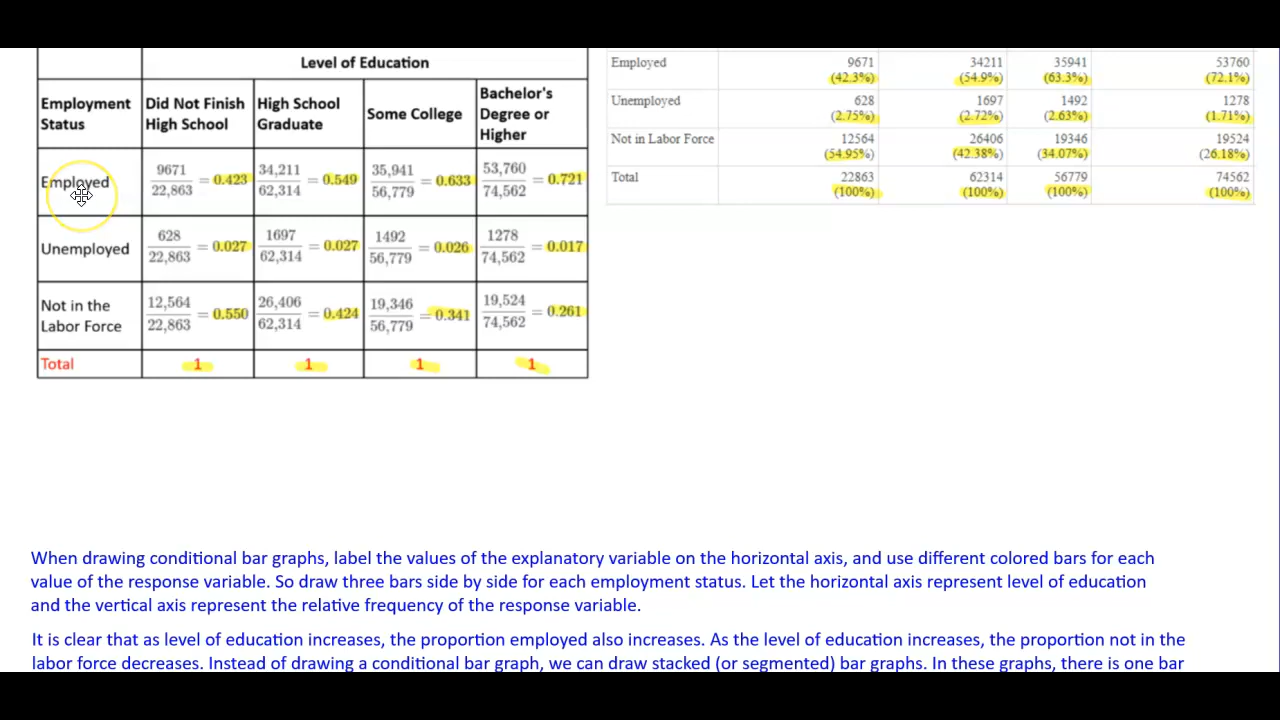 Level of Education
Employment Status Did Not Finish High School High School Graduate Some College Bachelor's Degree or Higher
Employed 9671/22,863 = 0.423 34,211/62,314 = 0.549 35,941/56,779 = 0.633 53,760/74,562 = 0.721
Unemployed 628/22,863 = 0.027 1697/62,314 = 0.027 1492/56,779 = 0.026 1278/74,562 = 0.017
Not in the Labor Force 12,564/22,863 = 0.550 26,406/62,314 = 0.424 19,346/56,779 = 0.341 19,524/74,562 = 0.261
Total 1 1 1 1
Employed 9671 34211 35941 53760
(42.3%) (54.9%) (63.3%) (72.1%)
Unemployed 628 1697 1492 1278
(2.75%) (2.72%) (2.63%) (1.71%)
Not in Labor Force 12564 26406 19346 19524
(54.95%) (42.38%) (34.07%) (26.18%)
Total 22863 62314 56779 74562
(100%) (100%) (100%) (100%)
When drawing conditional bar graphs, label the values of the explanatory variable on the horizontal axis, and use different colored bars for each
value of the response variable. So draw three bars side by side for each employment status. Let the horizontal axis represent level of education
and the vertical axis represent the relative frequency of the response variable.
It is clear that as level of education increases, the proportion employed also increases. As the level of education increases, the proportion not in the
labor force decreases. Instead of drawing a conditional bar graph, we can draw stacked (or segmented) bar graphs. In these graphs, there is one bar